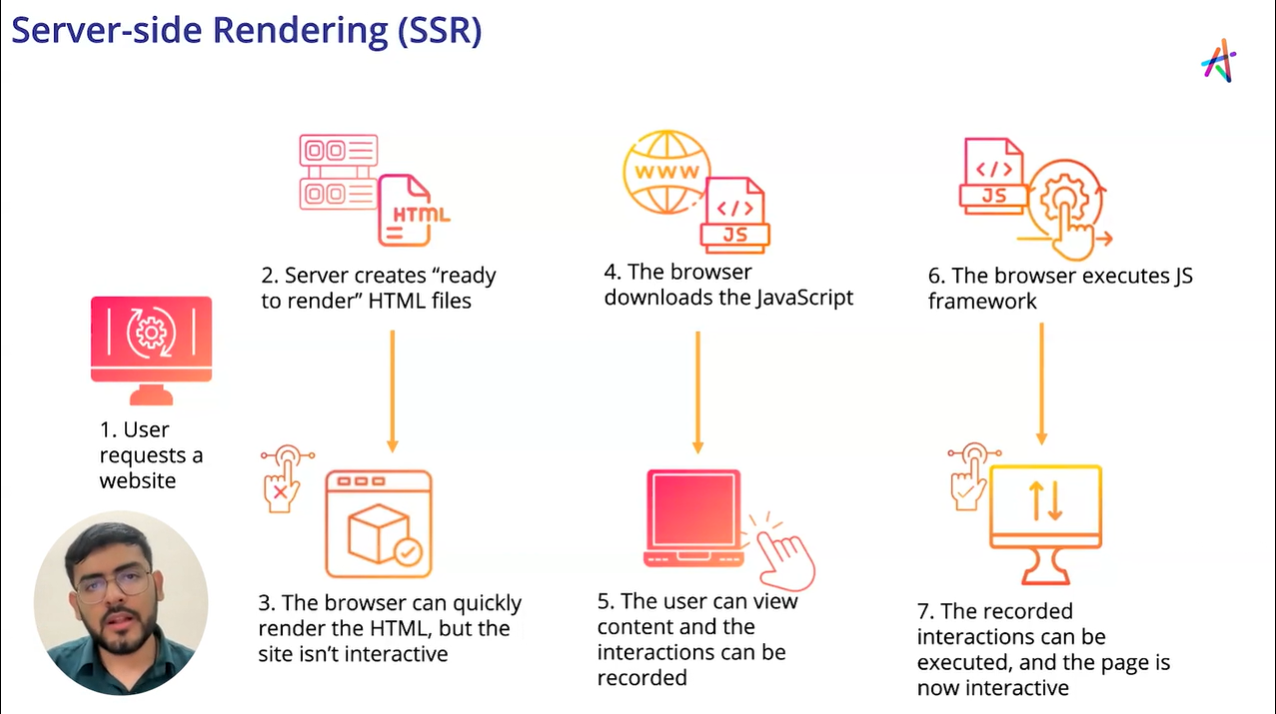 Server-side Rendering (SSR)
1. User
requests a
website
HTML
2. Server creates “ready
to render” HTML files
3. The browser can quickly
render the HTML, but the
site isn’t interactive
WWW
</>
JS
4. The browser
downloads the JavaScript
5. The user can view
content and the
interactions can be
recorded
</>
JS
6. The browser executes JS
framework
7. The recorded
interactions can be
executed, and the page is
now interactive